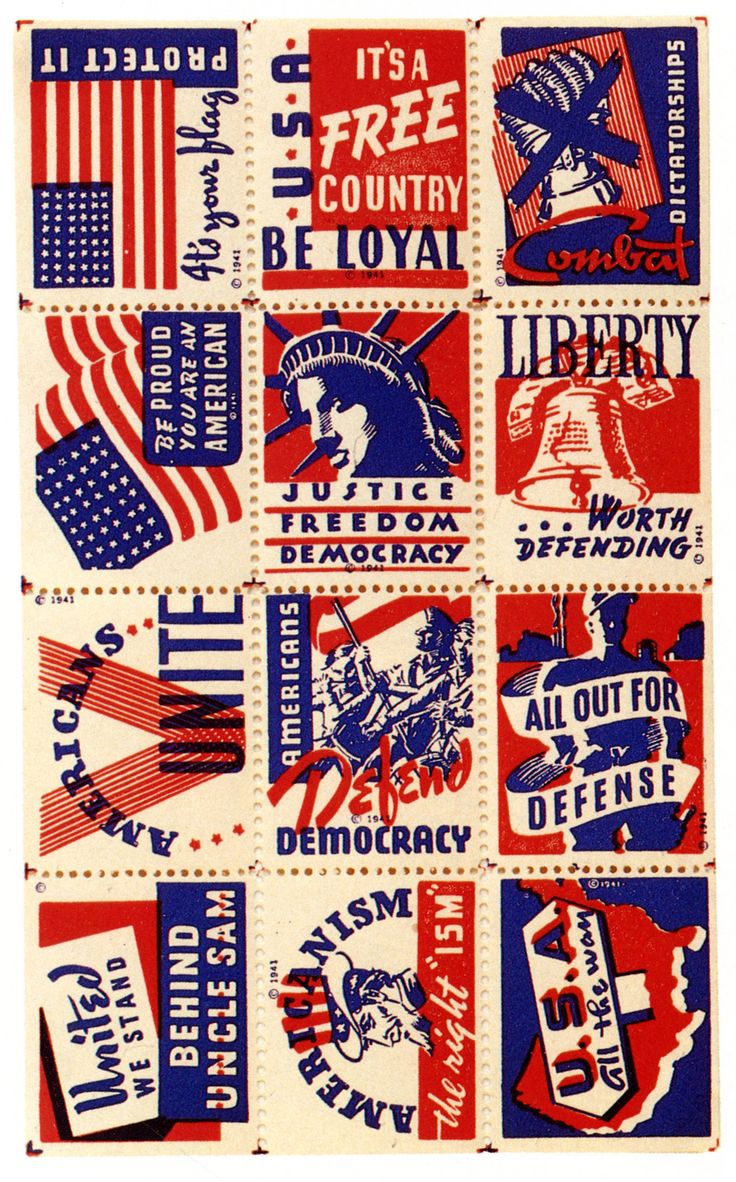 PROTECT IT
It's your flag
© 1941
U·S·A
IT'S A
FREE
COUNTRY
BE LOYAL
© 1941
Combat
DICTATORSHIPS
© 1941
BE PROUD
YOU ARE AN
AMERICAN
© 1941
JUSTICE
FREEDOM
DEMOCRACY
© 1941
LIBERTY
...WORTH
DEFENDING
© 1941
© 1941
AMERICANS
UNITE
AMERICANS
Defend
© 1941
DEMOCRACY
ALL OUT FOR
DEFENSE
© 1941
©
United
WE STAND
BEHIND
UNCLE SAM
© 1941
AMERICANISM
the right "ISM"
© 1941
U.S.A.
all the way